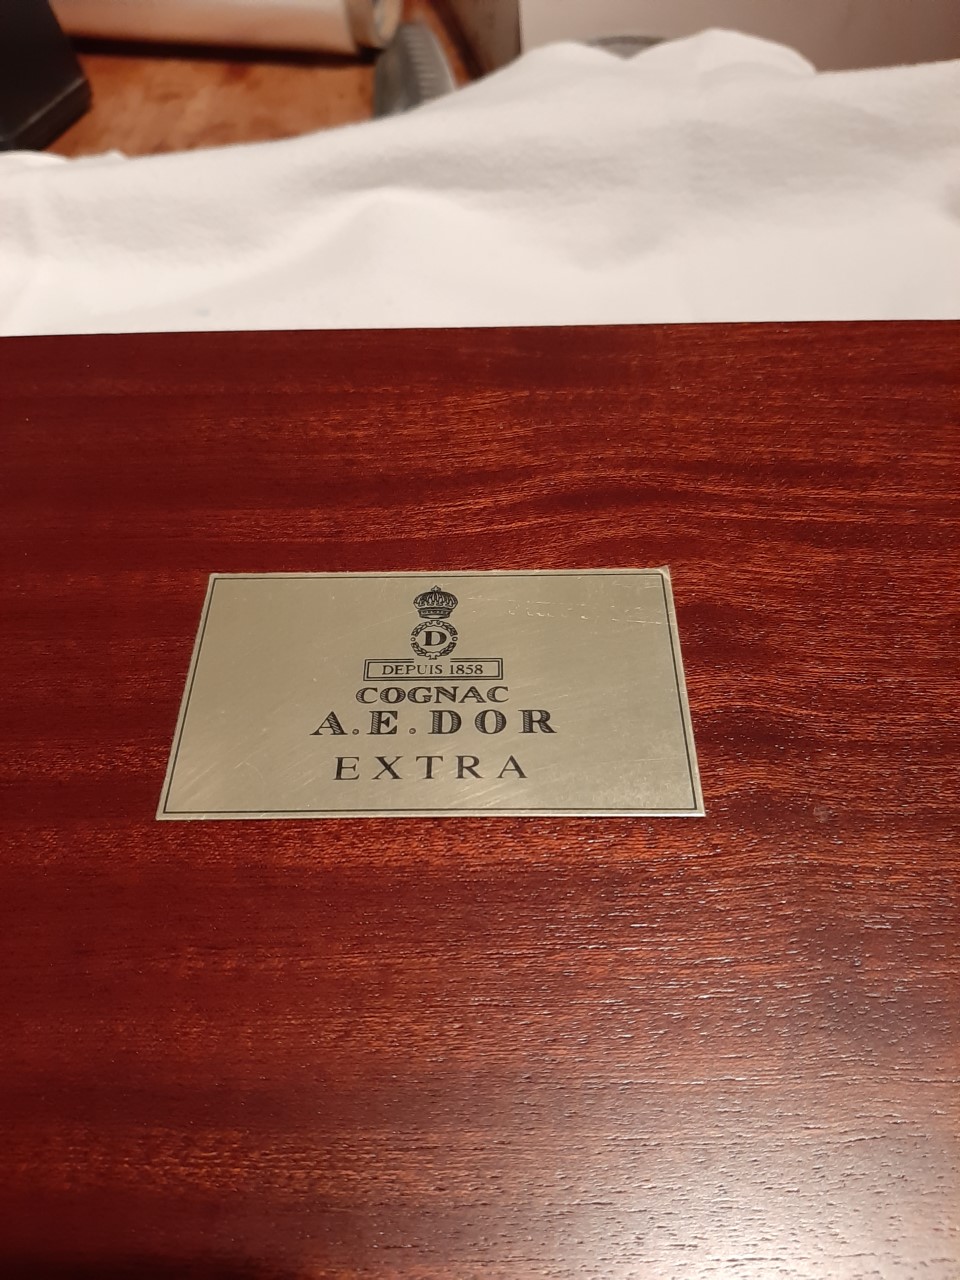 D
DEPUIS 1858
COGNAC
A.E.DOR
EXTRA